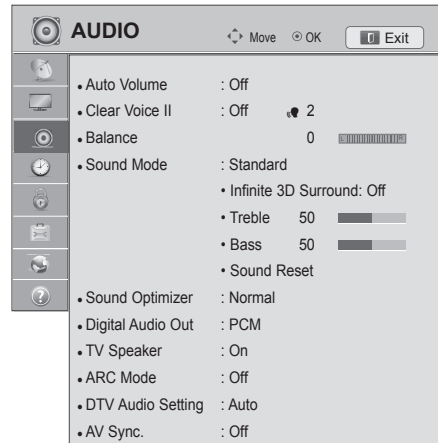 AUDIO Move OK Exit
• Auto Volume : Off
• Clear Voice II : Off 2
• Balance 0 L R
• Sound Mode : Standard
• Infinite 3D Surround: Off
• Treble 50
• Bass 50
• Sound Reset
• Sound Optimizer : Normal
• Digital Audio Out : PCM
• TV Speaker : On
• ARC Mode : Off
• DTV Audio Setting : Auto
• AV Sync. : Off
?